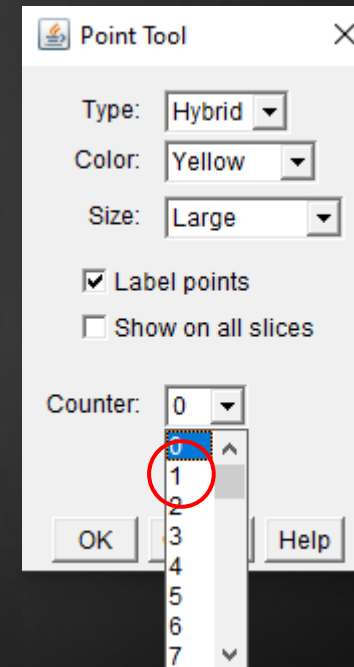 Point Tool
Type: Hybrid
Color: Yellow
Size: Large
Label points
Show on all slices
Counter: 0
0
1
2
OK 3 Help
4
5
6
7